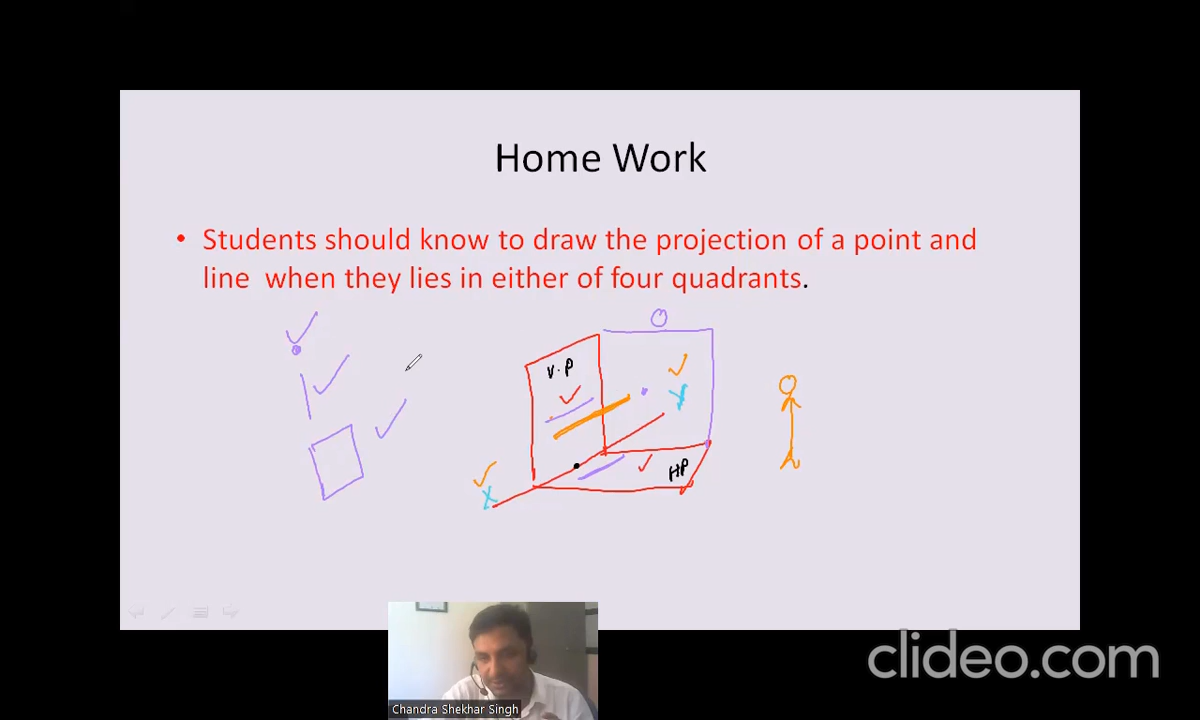 Home Work
• Students should know to draw the projection of a point and
line when they lies in either of four quadrants.
V.P
X
HP
X
Chandra Shekhar Singh
clideo.com